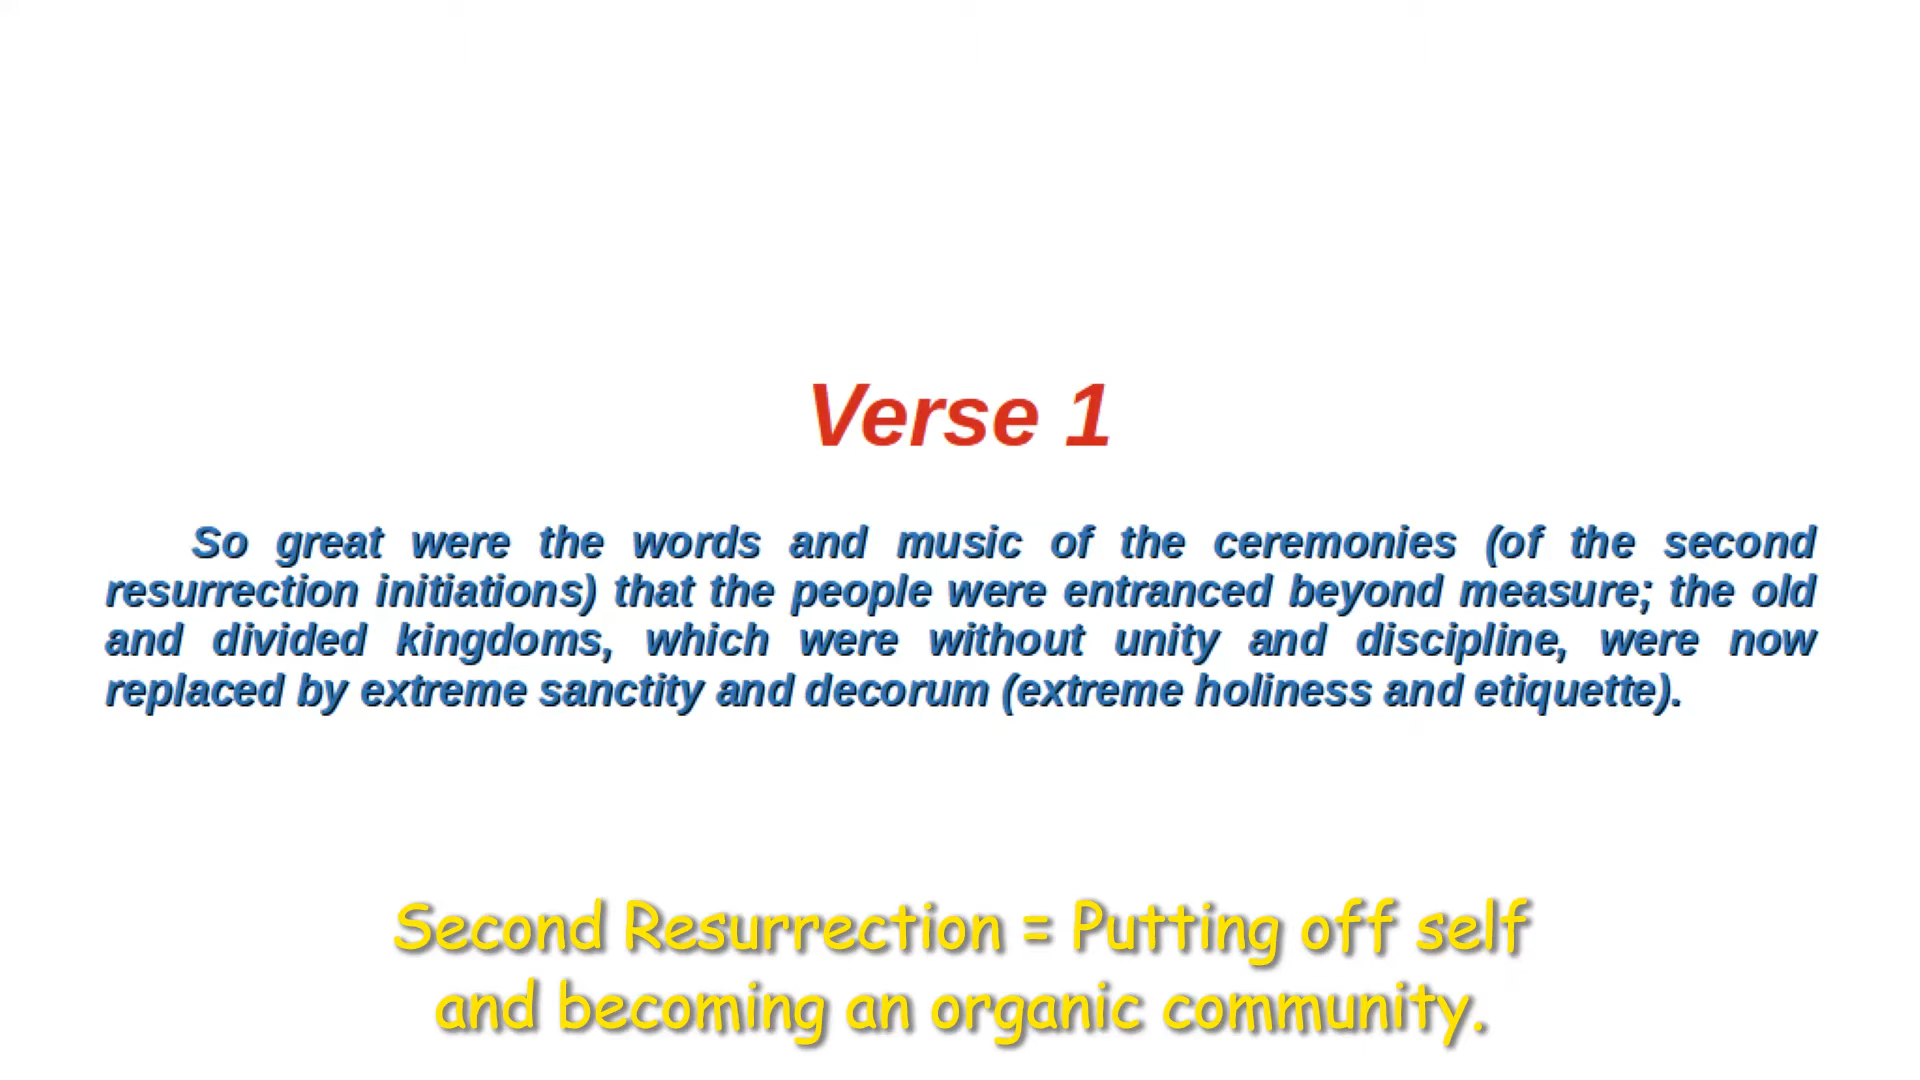 Verse 1
So great were the words and music of the ceremonies (of the second
resurrection initiations) that the people were entranced beyond measure; the old
and divided kingdoms, which were without unity and discipline, were now
replaced by extreme sanctity and decorum (extreme holiness and etiquette).
Second Resurrection = Putting off self
and becoming an organic community.